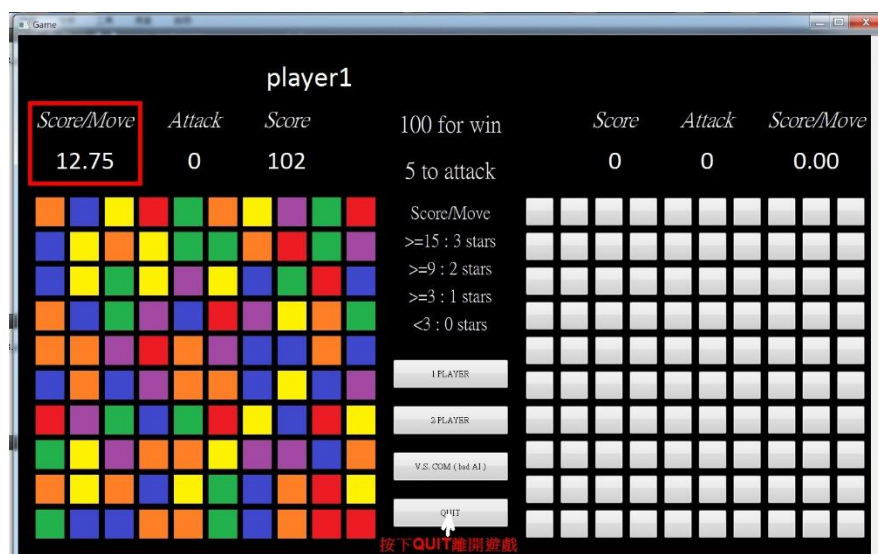 Game
player1
Score/Move Attack Score
12.75 0 102
100 for win
5 to attack
Score Attack Score/Move
0 0 0.00
Score/Move
>=15 : 3 stars
>=9 : 2 stars
>=3 : 1 stars
<3 : 0 stars
1 PLAYER
2 PLAYER
V.S. COM ( bad AI )
QUIT
按下QUIT離開遊戲